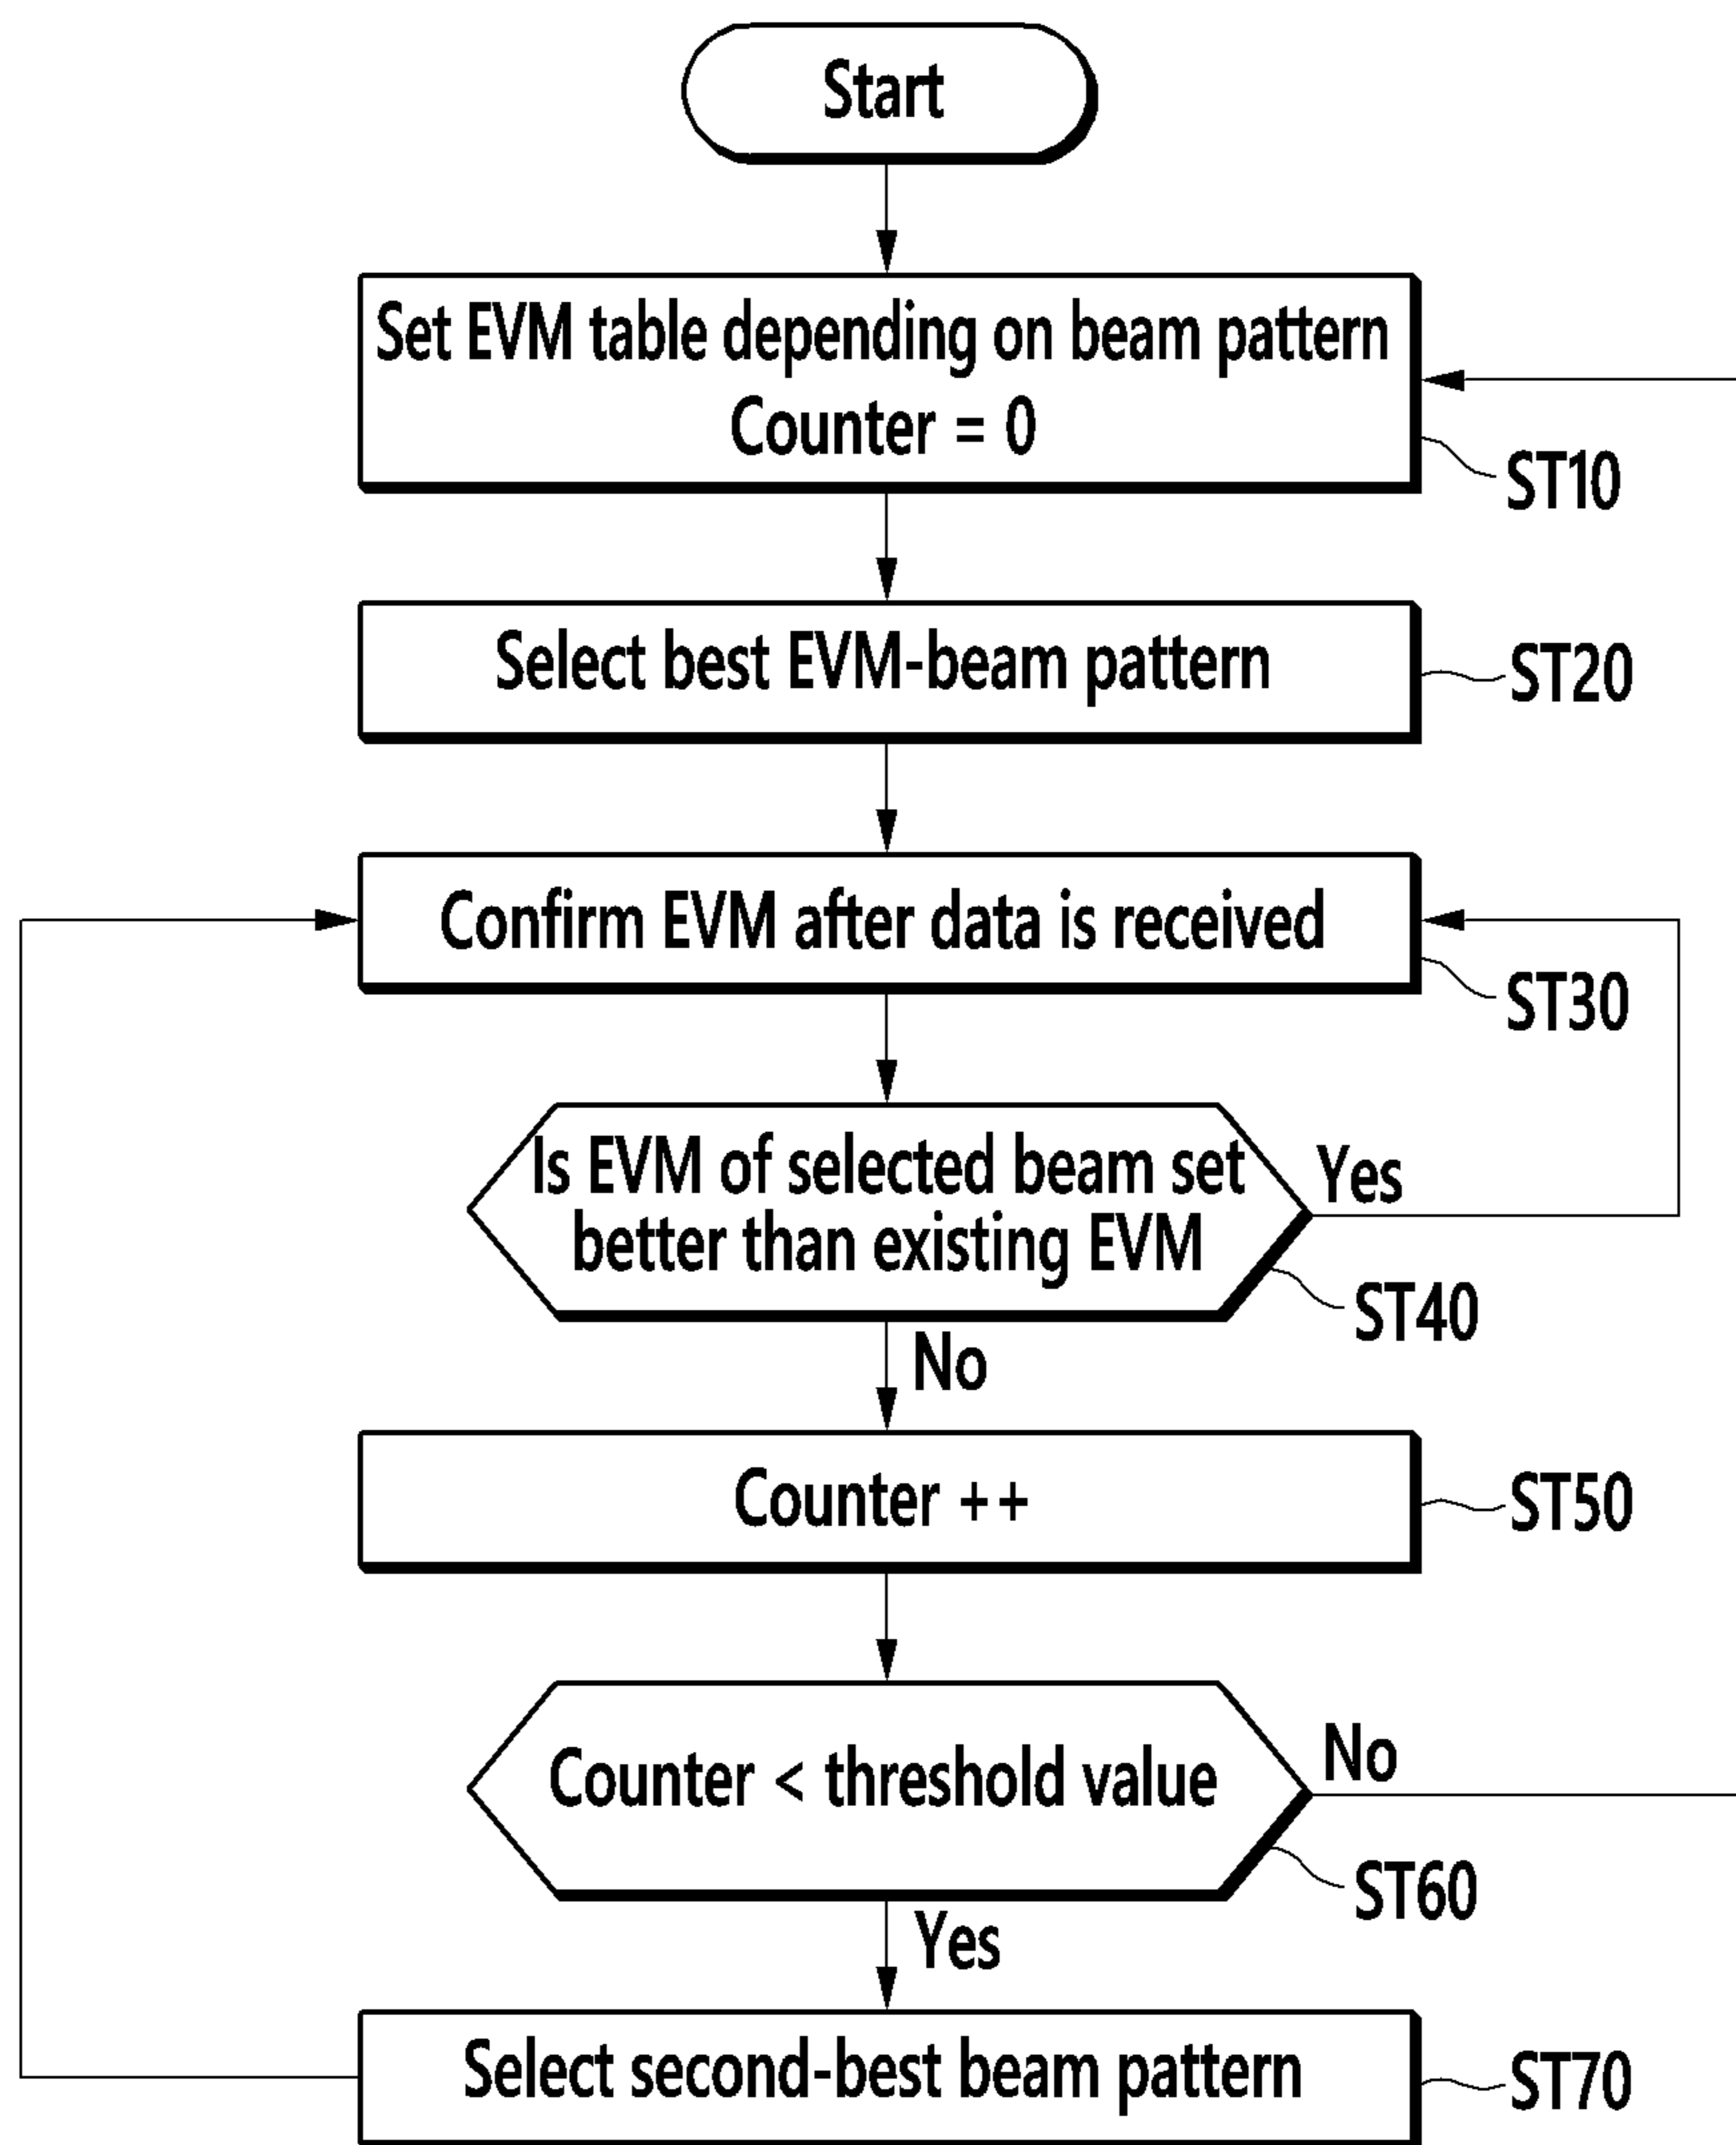 Start
Set EVM table depending on beam pattern
Counter = 0
ST10
Select best EVM-beam pattern
ST20
Confirm EVM after data is received
ST30
Is EVM of selected beam set
better than existing EVM
Yes
ST40
No
Counter ++
ST50
Counter < threshold value
No
ST60
Yes
Select second-best beam pattern
ST70